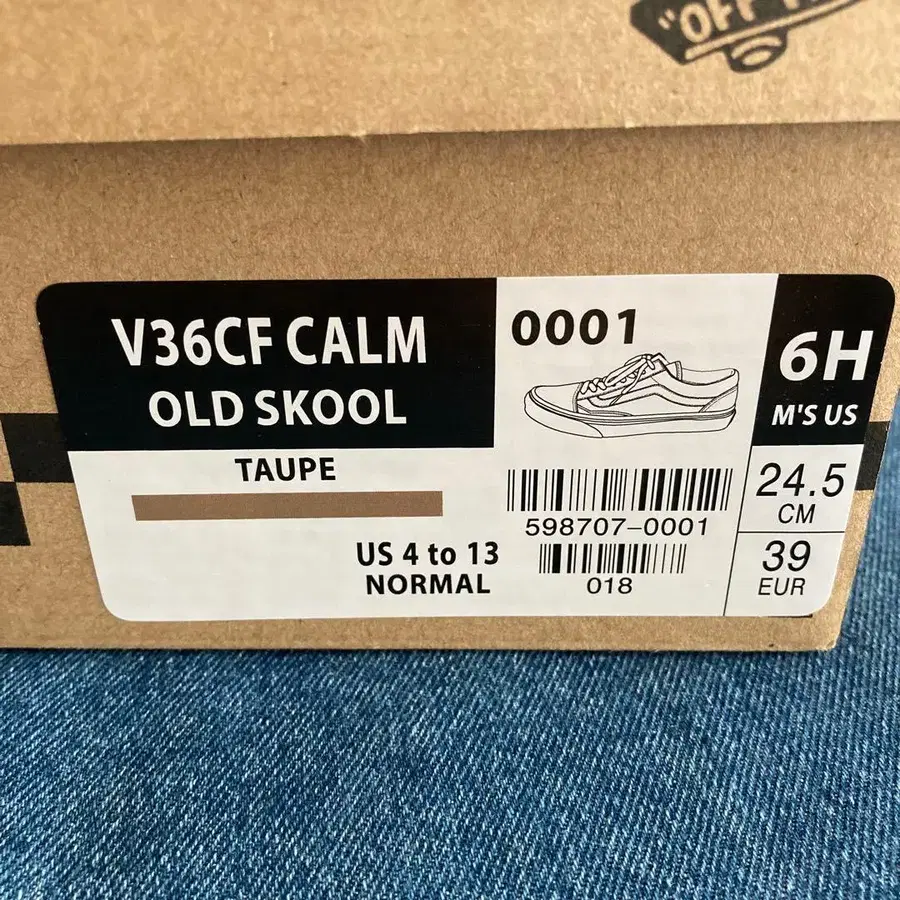 "OFF
V36CF CALM
OLD SKOOL
TAUPE
US 4 to 13
NORMAL
0001
598707-0001
018
6H
M'S US
24.5
CM
39
EUR